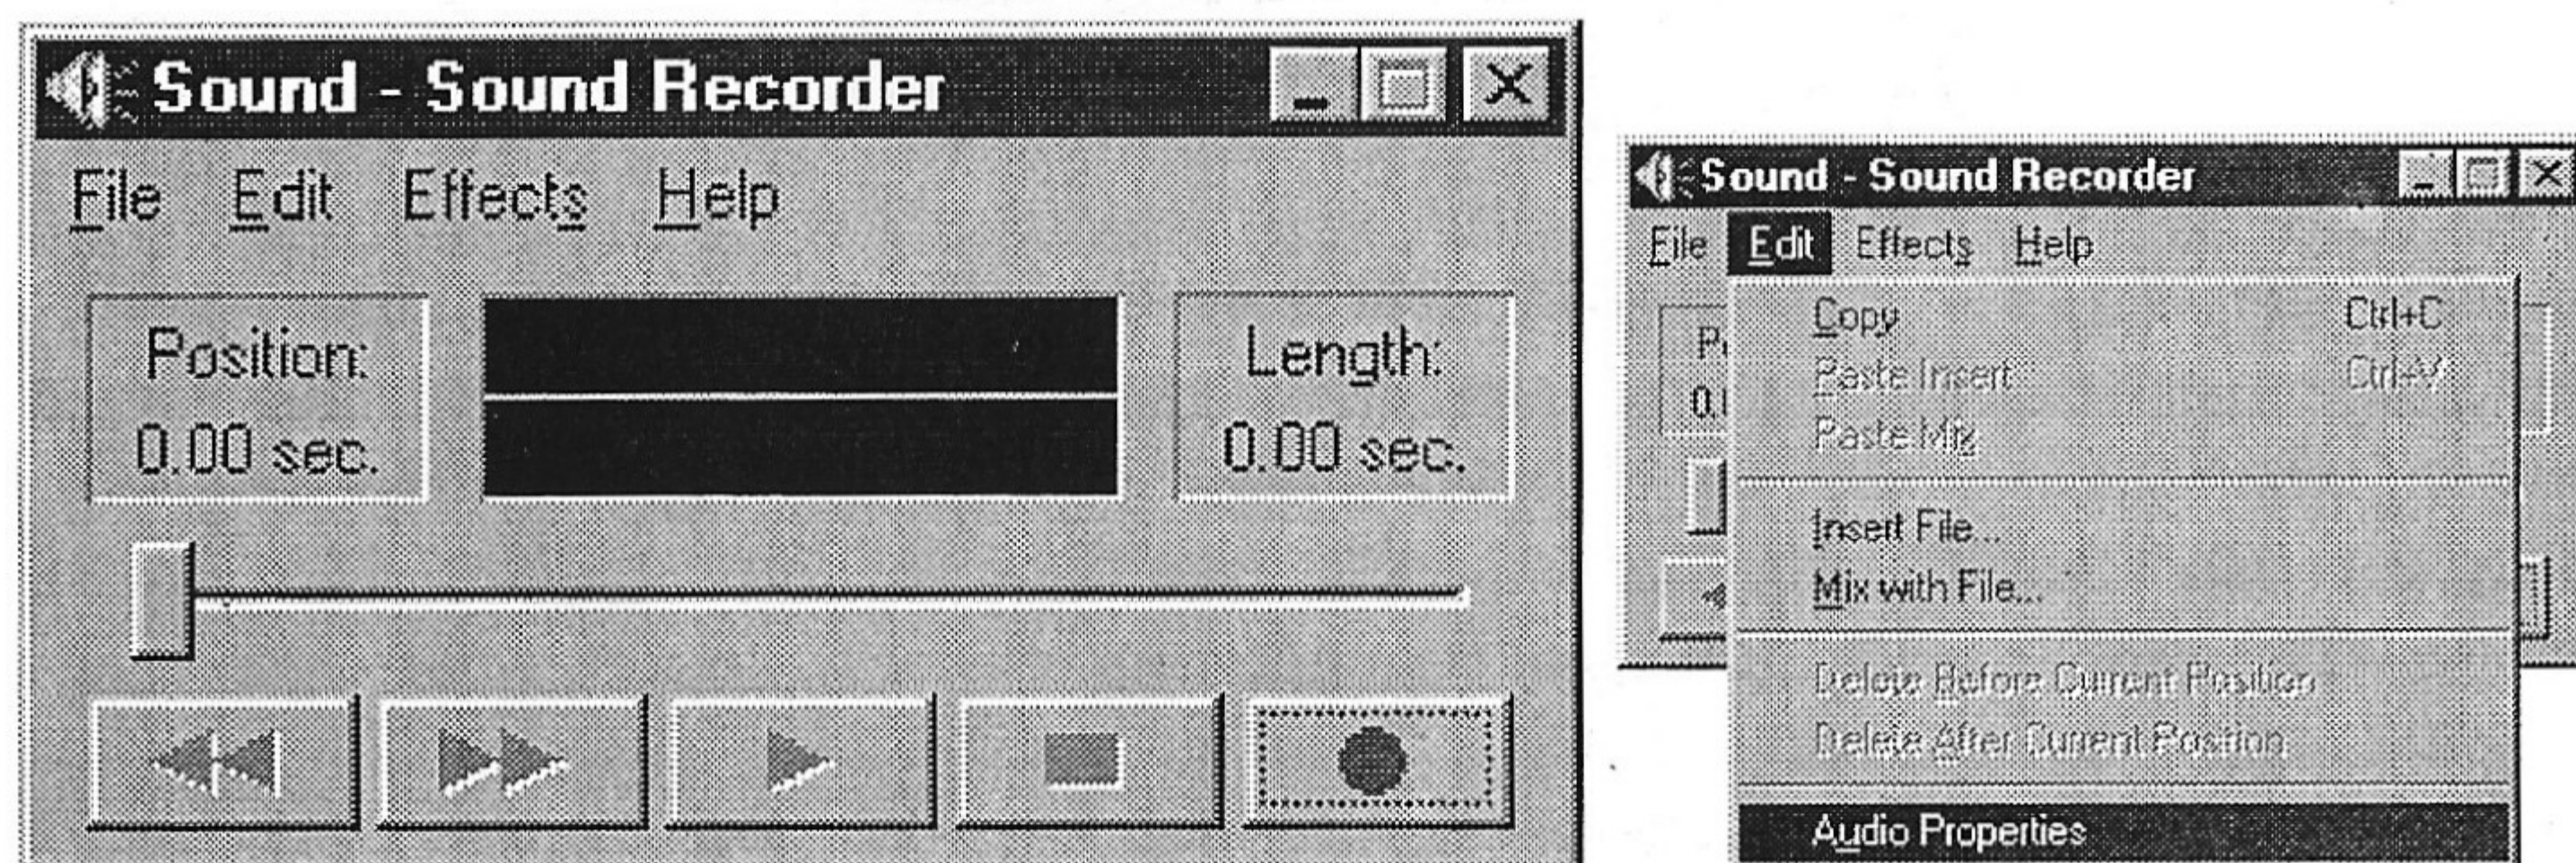 Sound - Sound Recorder
File Edit Effects Help
Position:
0.00 sec.
Length:
0.00 sec.
Sound - Sound Recorder
File Edit Effects Help
Copy Ctrl+C
Paste Insert Ctrl+V
Paste Mix
Insert File...
Mix with File...
Delete Before Current Position
Delete After Current Position
Audio Properties